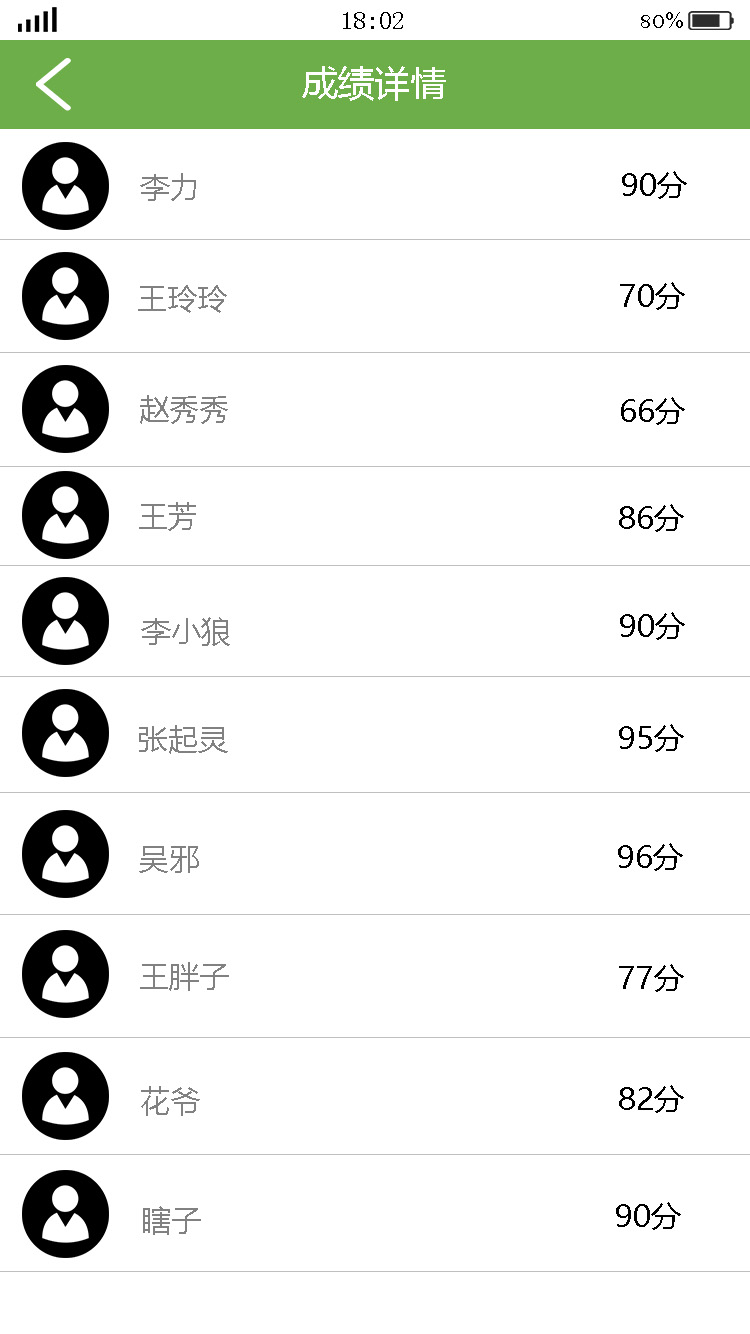 18:02 80%
成绩详情
李力 90分
王玲玲 70分
赵秀秀 66分
王芳 86分
李小狼 90分
张起灵 95分
吴邪 96分
王胖子 77分
花爷 82分
瞎子 90分